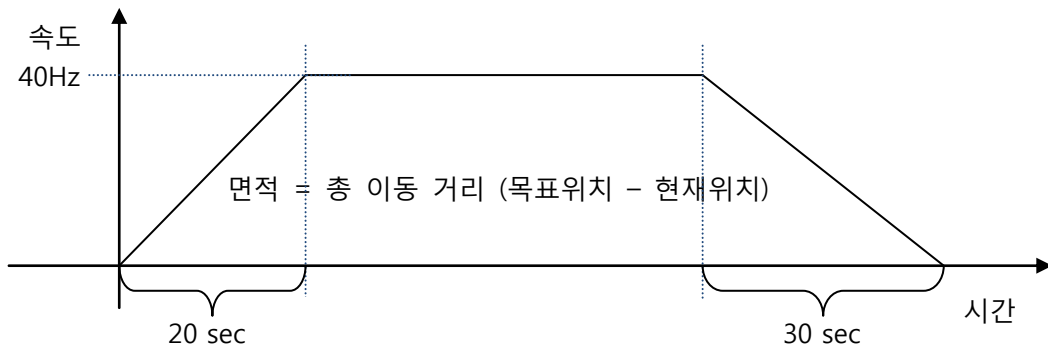 속도
40Hz
면적 = 총 이동 거리 (목표위치 – 현재위치)
시간
20 sec
30 sec